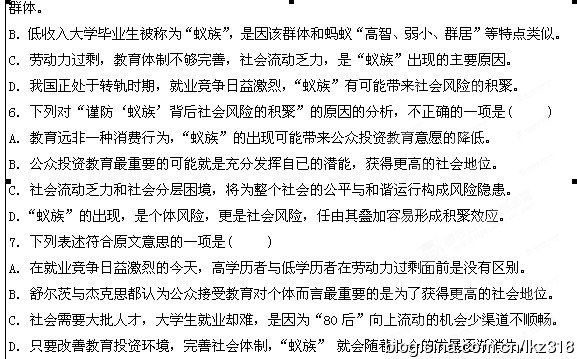 群体。
B. 低收入大学毕业生被称为“蚁族”，是因该群体和蚂蚁“高智、弱小、群居”等特点类似。
C. 劳动力过剩，教育体制不够完善，社会流动乏力，是“蚁族”出现的主要原因。
D. 我国正处于转轨时期，就业竞争日益激烈，“蚁族”有可能带来社会风险的积聚。
6. 下列对“谨防‘蚁族’背后社会风险的积聚”的原因的分析，不正确的一项是( )
A. 教育远非一种消费行为，“蚁族”的出现可能带来公众投资教育意愿的降低。
B. 公众投资教育最重要的可能就是充分发挥自已的潜能，获得更高的社会地位。
C. 社会流动乏力和社会分层困境，将为整个社会的公平与和谐运行构成风险隐患。
D.“蚁族”的出现，是个体风险，更是社会风险，任由其叠加容易形成积聚效应。
7. 下列表述符合原文意思的一项是( )
A. 在就业竞争日益激烈的今天，高学历者与低学历者在劳动力过剩面前是没有区别。
B. 舒尔茨与杰克思都认为公众接受教育对个体而言最重要的是为了获得更高的社会地位。
C. 社会需要大批人才，大学生就业却难，是因为“80后”向上流动的机会少渠道不顺畅。
D. 只要改善教育投资环境，完善社会体制，“蚁族” 就会随着
blog.sina.com.cn/lkz318